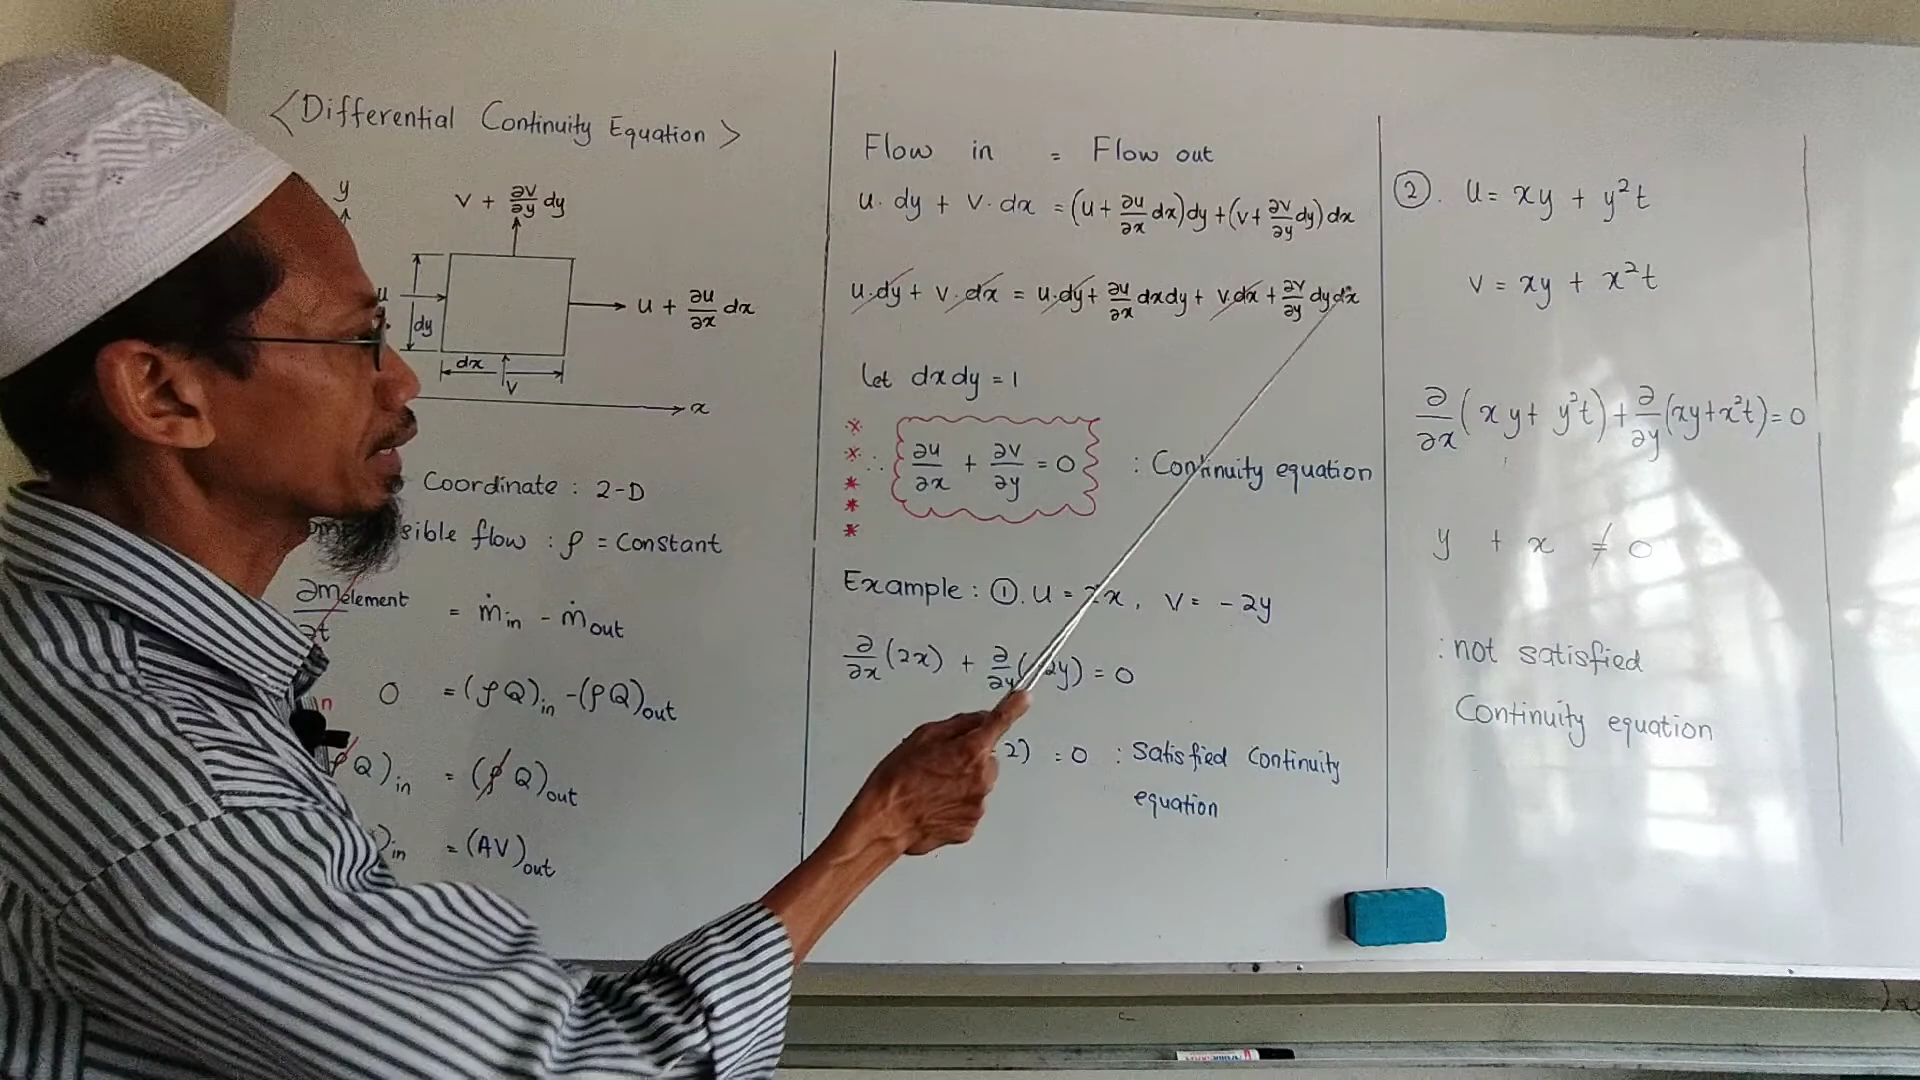 <Differential Continuity Equation>
y
V + ∂V/∂y dy
u
dy
u + ∂u/∂x dx
dx
V
x
Coordinate : 2-D
sible flow : ρ = Constant
∂m element/∂t = ṁin - ṁout
0 = (ρQ)in - (ρQ)out
ρQ)in = (ρQ)out
)in = (AV)out
Flow in = Flow out
u. dy + V. dx = (u + ∂u/∂x dx)dy + (v + ∂v/∂y dy) dx
u.dy + V.dx = u.dy + ∂u/∂x dxdy + V.dx + ∂v/∂y dydx
Let dxdy = 1
* * * * *
∴ ∂u/∂x + ∂v/∂y = 0 : Continuity equation
Example : ①. u = 2x, v = -2y
∂/∂x (2x) + ∂/∂y ( 2y) = 0
2) = 0 : Satisfied Continuity
equation
②. u = xy + y²t
v = xy + x²t
∂/∂x (xy + y²t) + ∂/∂y (xy+x²t) = 0
y + x ≠ 0
: not satisfied
Continuity equation